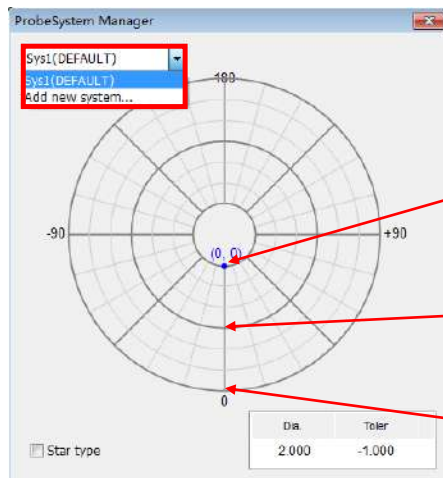 ProbeSystem Manager
Sys1(DEFAULT)
Sys1(DEFAULT)
Add new system...
180
-90
+90
(0, 0)
0
Dia.
Toler
Star type
2.000
-1.000